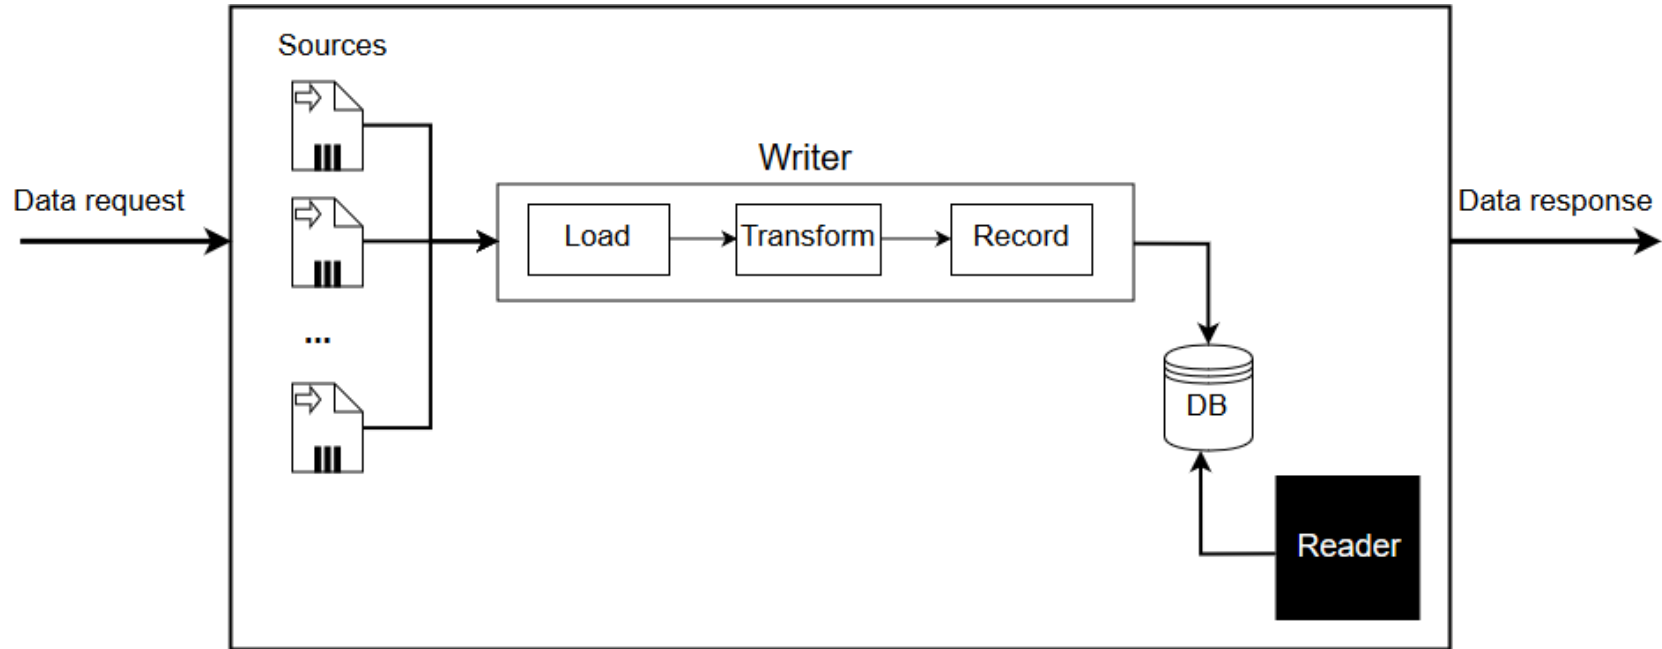 Sources
Writer
Data request
Data response
Load
Transform
Record
...
DB
Reader